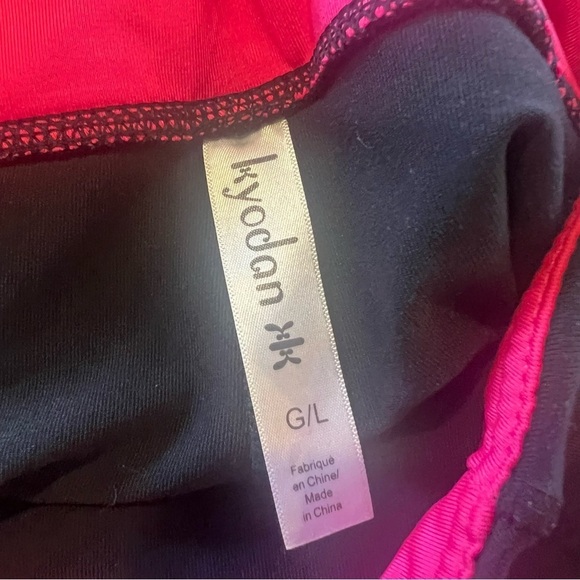 kyodan
G/L
Fabriqué
en Chine/
Made
in China